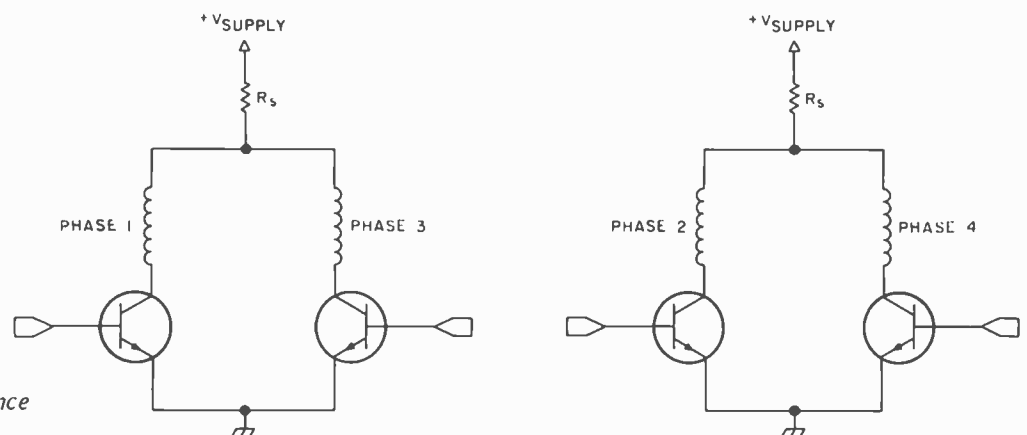 +VSUPPLY
RS
PHASE 1
PHASE 3
+VSUPPLY
RS
PHASE 2
PHASE 4